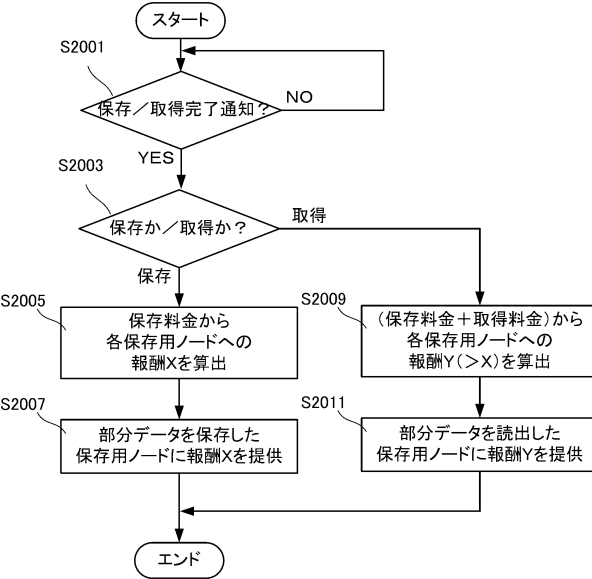 スタート
S2001
保存／取得完了通知？
NO
YES
S2003
保存か／取得か？
取得
保存
S2005
保存料金から
各保存用ノードへの
報酬Xを算出
S2009
(保存料金＋取得料金)から
各保存用ノードへの
報酬Y(＞X)を算出
S2007
部分データを保存した
保存用ノードに報酬Xを提供
S2011
部分データを読出した
保存用ノードに報酬Yを提供
エンド